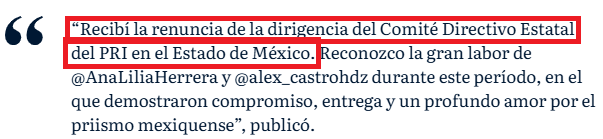 “Recibí la renuncia de la dirigencia del Comité Directivo Estatal
del PRI en el Estado de México. Reconozco la gran labor de
@AnaLiliaHerrera y @alex_castrohdz durante este período, en el
que demostraron compromiso, entrega y un profundo amor por el
priismo mexiquense”, publicó.